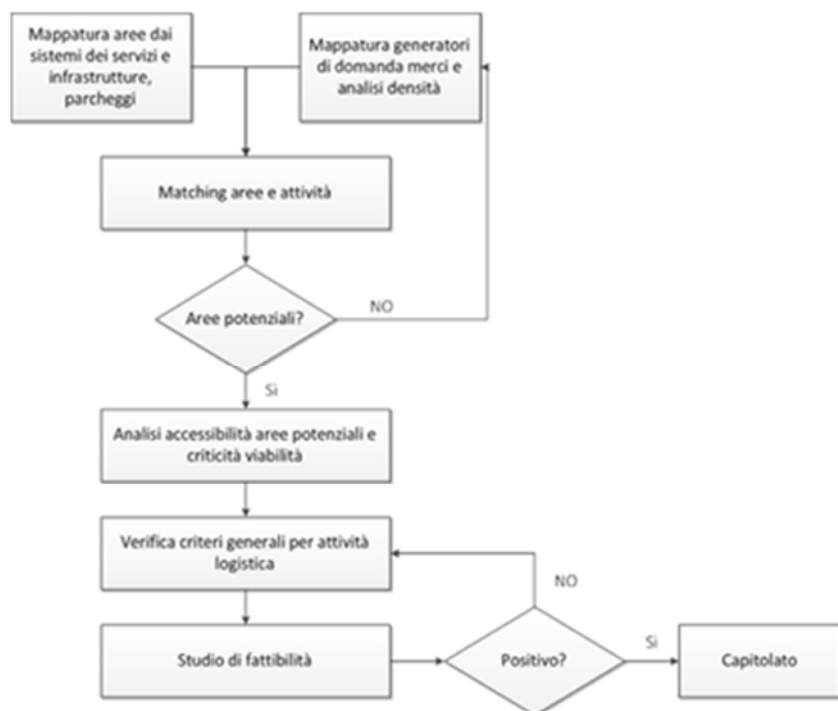 Mappatura aree dai
sistemi dei servizi e
infrastrutture,
parcheggi
Mappatura generatori
di domanda merci e
analisi densità
Matching aree e attività
Aree potenziali?
NO
Sì
Analisi accessibilità aree potenziali e
criticità viabilità
Verifica criteri generali per attività
logistica
NO
Studio di fattibilità
Positivo?
Sì
Capitolato